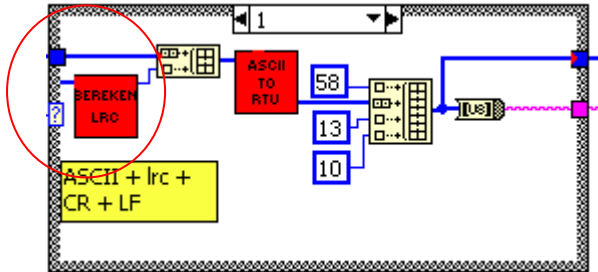 1
BEREKEN
LRC
?
ASCII
TO
RTU
58
13
10
[U8]
ASCII + lrc +
CR + LF